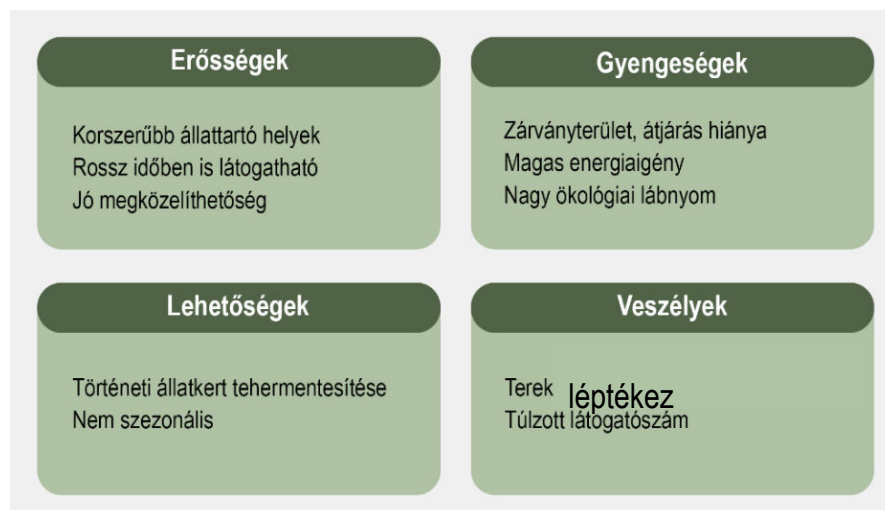 Erősségek
Korszerűbb állattartó helyek
Rossz időben is látogatható
Jó megközelíthetőség
Gyengeségek
Zárványterület, átjárás hiánya
Magas energiaigény
Nagy ökológiai lábnyom
Lehetőségek
Történeti állatkert tehermentesítése
Nem szezonális
Veszélyek
Terek léptékez
Túlzott látogatószám